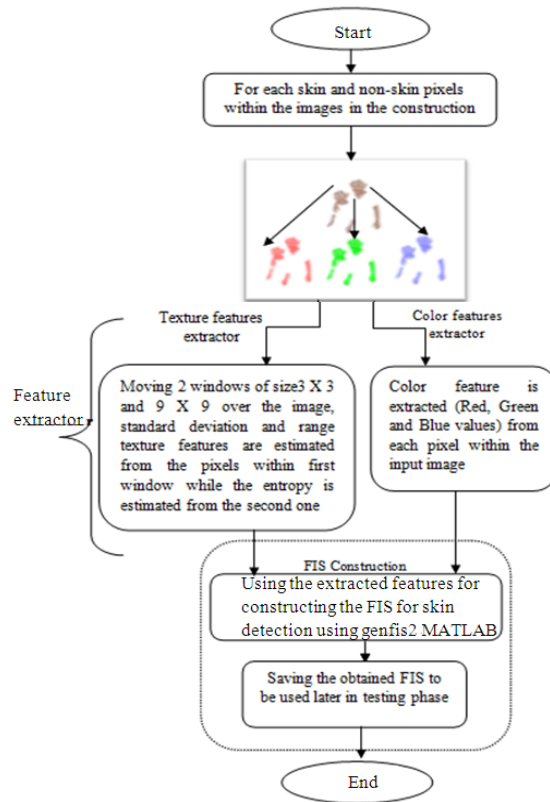 Start
For each skin and non-skin pixels
within the images in the construction
Texture features
extractor
Color features
extractor
Feature
extractor
Moving 2 windows of size3 X 3
and 9 X 9 over the image,
standard deviation and range
texture features are estimated
from the pixels within first
window while the entropy is
estimated from the second one
Color feature is
extracted (Red, Green
and Blue values) from
each pixel within the
input image
FIS Construction
Using the extracted features for
constructing the FIS for skin
detection using genfis2 MATLAB
Saving the obtained FIS to
be used later in testing phase
End